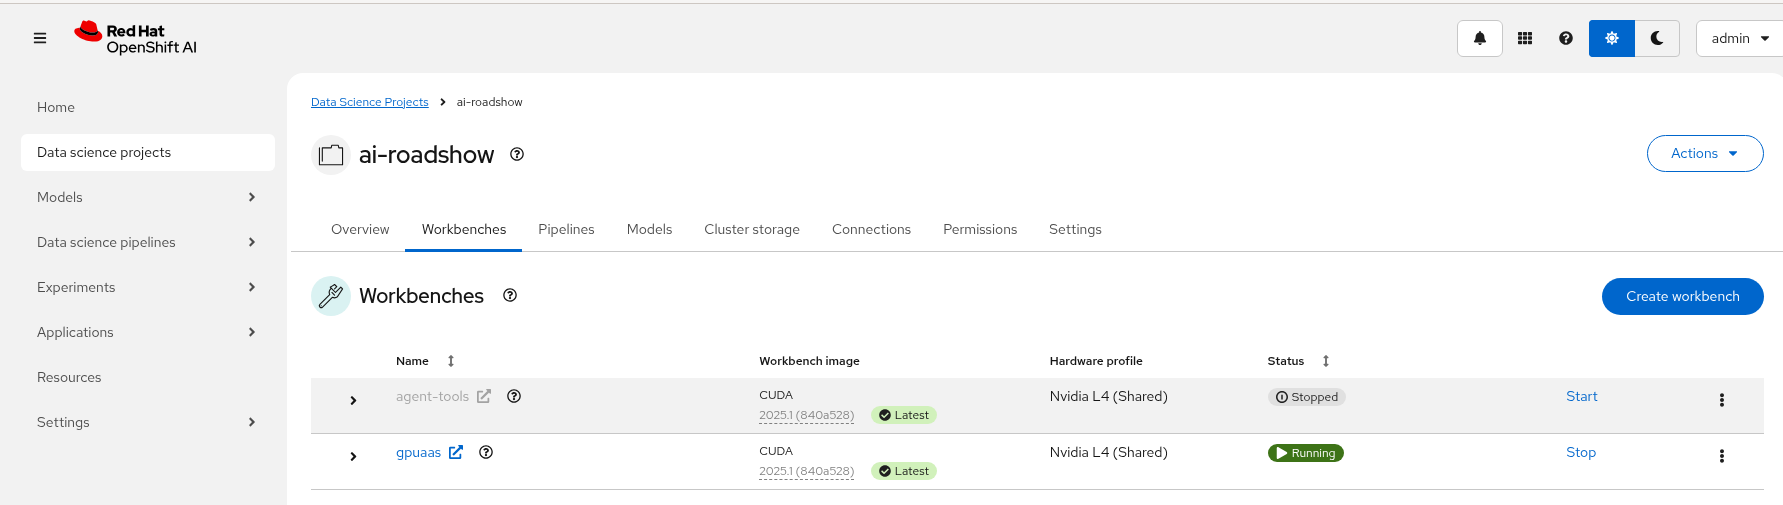 Red Hat
OpenShift AI
admin
Home
Data science projects
Models
Data science pipelines
Experiments
Applications
Resources
Settings
Data Science Projects > ai-roadshow
ai-roadshow
Actions
Overview Workbenches Pipelines Models Cluster storage Connections Permissions Settings
Workbenches
Create workbench
Name Workbench image Hardware profile Status
agent-tools CUDA Nvidia L4 (Shared) Stopped Start
2025.1 (840a528) Latest
gpuaas CUDA Nvidia L4 (Shared) Running Stop
2025.1 (840a528) Latest